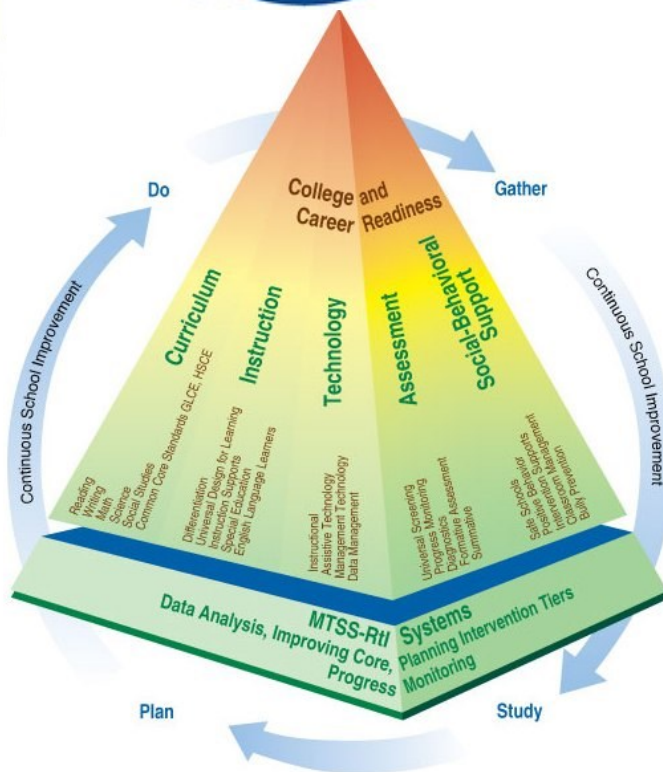 College and
Career Readiness
Do
Gather
Continuous School Improvement
Continuous School Improvement
Curriculum
Instruction
Technology
Assessment
Social-Behavioral
Support
Reading
Writing
Math
Science
Social Studies
Common Core Standards GLCE, HSCE
Differentiation
Universal Design for Learning
Instruction Supports
Special Education
English Language Learners
Instructional
Assistive Technology
Management Technology
Data Management
Universal Screening
Progress Monitoring
Diagnostics
Formative Assessment
Summative
Safe Schools
Positive Behavior
Intervention Supports
Classroom Management
Bully Prevention
MTSS-RtI Systems
Data Analysis, Improving Core, Planning Intervention Tiers
Progress Monitoring
Plan
Study